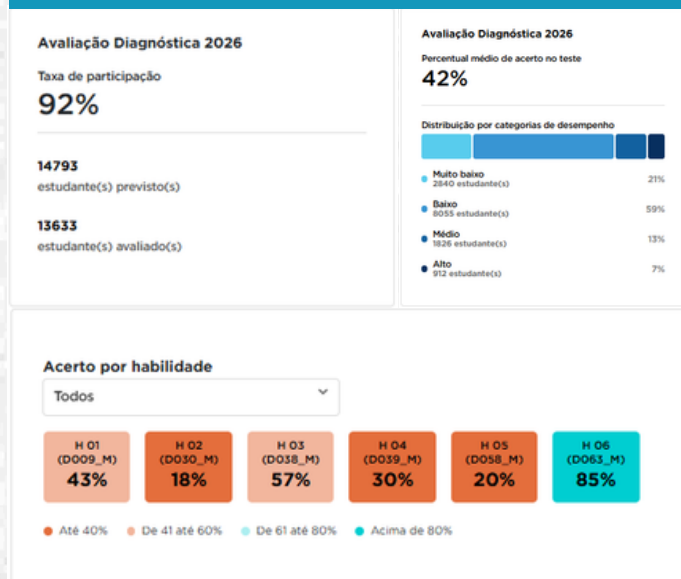 Avaliação Diagnóstica 2026
Taxa de participação
92%
14793
estudante(s) previsto(s)
13633
estudante(s) avaliado(s)
Avaliação Diagnóstica 2026
Percentual médio de acerto no teste
42%
Distribuição por categorias de desempenho
Muito baixo
2840 estudante(s)
21%
Baixo
8055 estudante(s)
59%
Médio
1826 estudante(s)
13%
Alto
912 estudante(s)
7%
Acerto por habilidade
Todos
H 01
(D009_M)
43%
H 02
(D030_M)
18%
H 03
(D038_M)
57%
H 04
(D039_M)
30%
H 05
(D058_M)
20%
H 06
(D063_M)
85%
Até 40% De 41 até 60% De 61 até 80% Acima de 80%